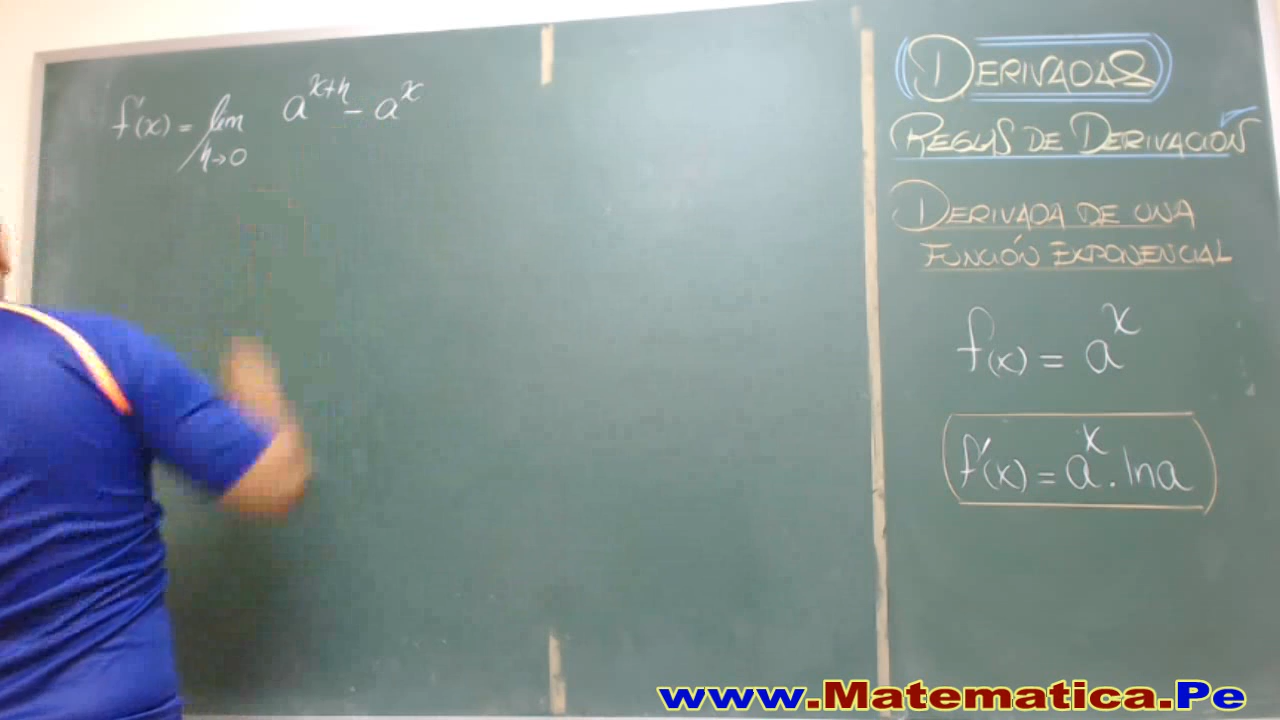 f'(x) = lim a^{x+h} - a^x
h→0
DERIVADAS
REGLAS DE DERIVACIÓN
DERIVADA DE UNA
FUNCIÓN EXPONENCIAL
f(x) = a^x
f'(x) = a^x . lna
www.Matematica.Pe